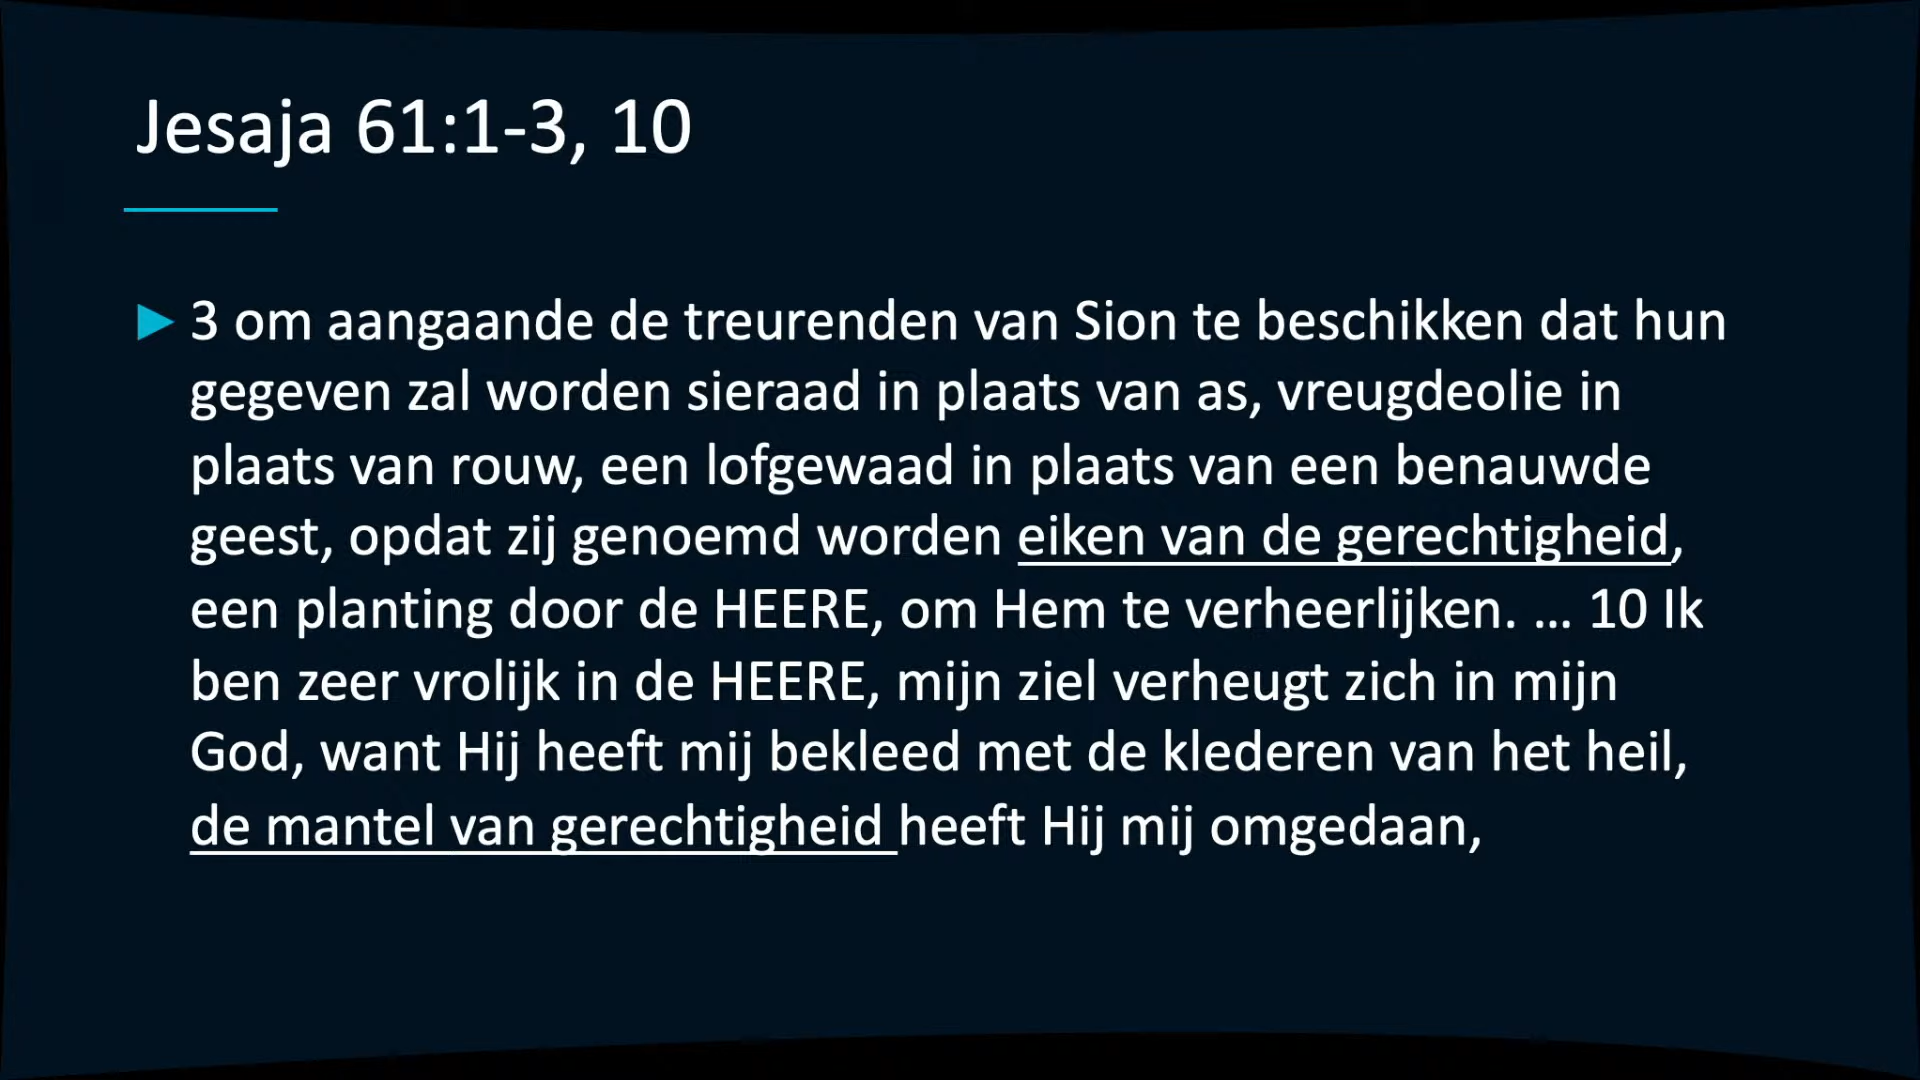 Jesaja 61:1-3, 10
3 om aangaande de treurenden van Sion te beschikken dat hun
gegeven zal worden sieraad in plaats van as, vreugdeolie in
plaats van rouw, een lofgewaad in plaats van een benauwde
geest, opdat zij genoemd worden eiken van de gerechtigheid,
een planting door de HEERE, om Hem te verheerlijken. ... 10 Ik
ben zeer vrolijk in de HEERE, mijn ziel verheugt zich in mijn
God, want Hij heeft mij bekleed met de klederen van het heil,
de mantel van gerechtigheid heeft Hij mij omgedaan,